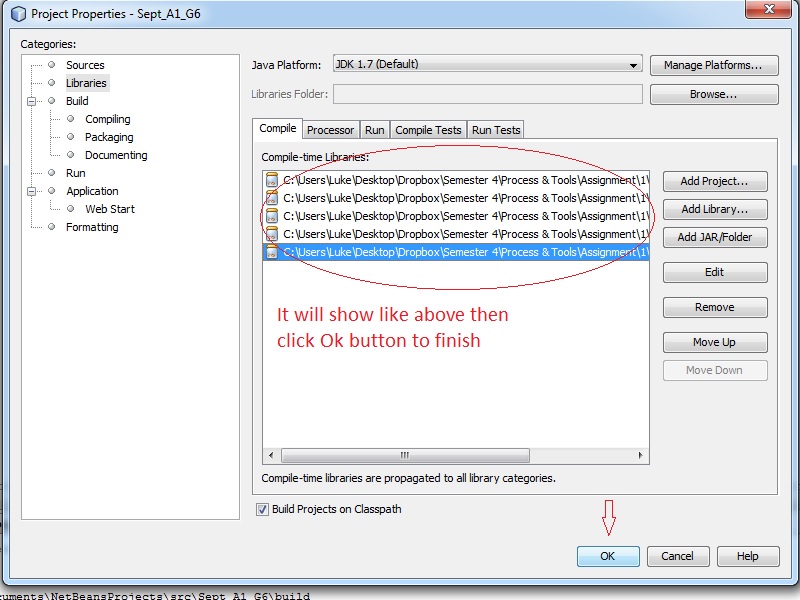 Project Properties - Sept_A1_G6
Categories:
Sources
Libraries
Build
Compiling
Packaging
Documenting
Run
Application
Web Start
Formatting
Java Platform: JDK 1.7 (Default) Manage Platforms...
Libraries Folder: Browse...
Compile Processor Run Compile Tests Run Tests
Compile-time Libraries:
C:\Users\Luke\Desktop\Dropbox\Semester 4\Process & Tools\Assignment\1\
C:\Users\Luke\Desktop\Dropbox\Semester 4\Process & Tools\Assignment\1\
C:\Users\Luke\Desktop\Dropbox\Semester 4\Process & Tools\Assignment\1\
C:\Users\Luke\Desktop\Dropbox\Semester 4\Process & Tools\Assignment\1\
C:\Users\Luke\Desktop\Dropbox\Semester 4\Process & Tools\Assignment\1\
Add Project...
Add Library...
Add JAR/Folder
Edit
Remove
Move Up
Move Down
It will show like above then
click Ok button to finish
Compile-time libraries are propagated to all library categories.
Build Projects on Classpath
OK Cancel Help
uments\NetBeansProjects\src\Sept_A1_G6\build